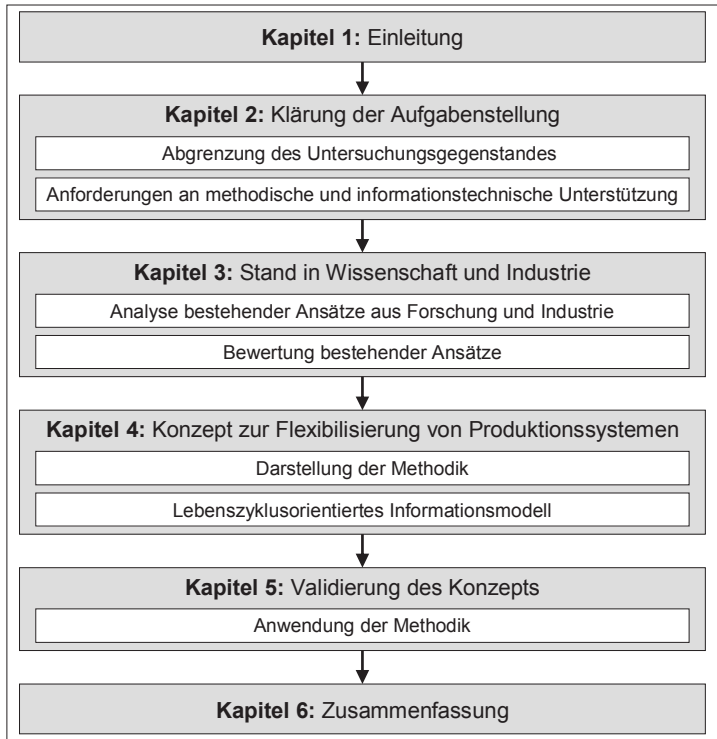 Kapitel 1: Einleitung
Kapitel 2: Klärung der Aufgabenstellung
Abgrenzung des Untersuchungsgegenstandes
Anforderungen an methodische und informationstechnische Unterstützung
Kapitel 3: Stand in Wissenschaft und Industrie
Analyse bestehender Ansätze aus Forschung und Industrie
Bewertung bestehender Ansätze
Kapitel 4: Konzept zur Flexibilisierung von Produktionssystemen
Darstellung der Methodik
Lebenszyklusorientiertes Informationsmodell
Kapitel 5: Validierung des Konzepts
Anwendung der Methodik
Kapitel 6: Zusammenfassung